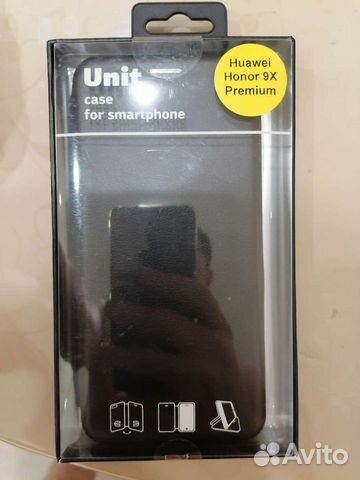 Unit
case
for smartphone
Huawei
Honor 9X
Premium
Avito